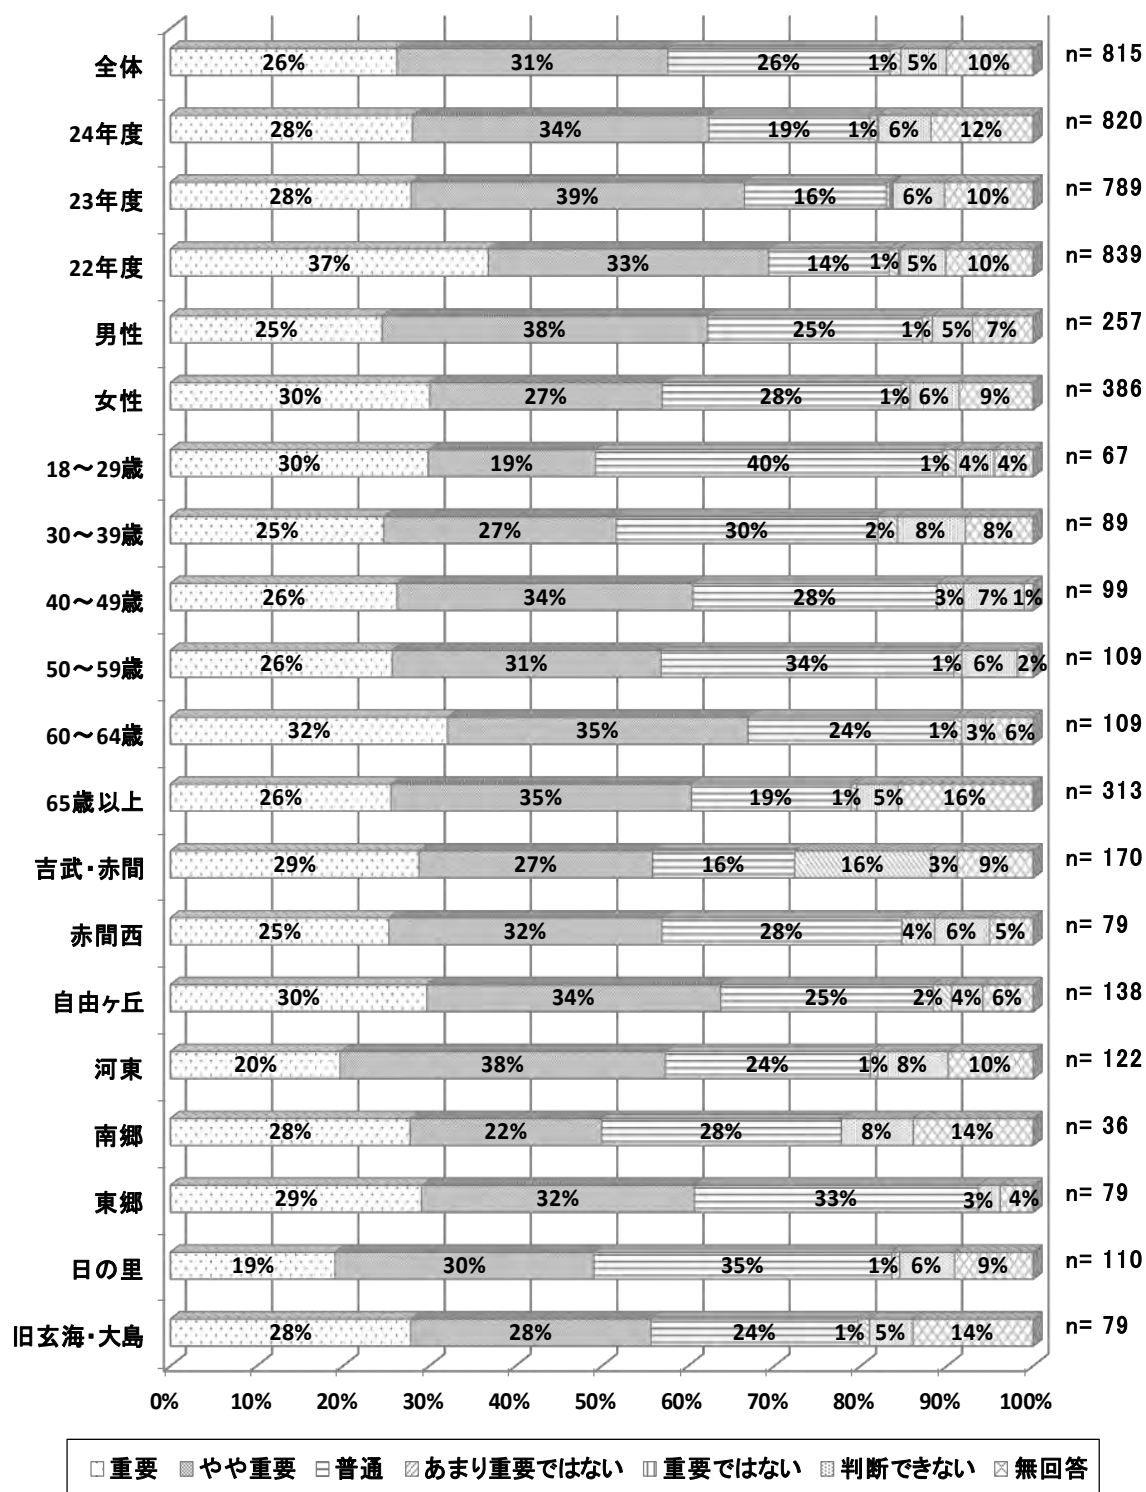 全体 26% 31% 26% 1% 5% 10% n= 815
24年度 28% 34% 19% 1% 6% 12% n= 820
23年度 28% 39% 16% 6% 10% n= 789
22年度 37% 33% 14% 1% 5% 10% n= 839
男性 25% 38% 25% 1% 5% 7% n= 257
女性 30% 27% 28% 1% 6% 9% n= 386
18～29歳 30% 19% 40% 1% 4% 4% n= 67
30～39歳 25% 27% 30% 2% 8% 8% n= 89
40～49歳 26% 34% 28% 3% 7% 1% n= 99
50～59歳 26% 31% 34% 1% 6% 2% n= 109
60～64歳 32% 35% 24% 1% 3% 6% n= 109
65歳以上 26% 35% 19% 1% 5% 16% n= 313
吉武・赤間 29% 27% 16% 16% 3% 9% n= 170
赤間西 25% 32% 28% 4% 6% 5% n= 79
自由ヶ丘 30% 34% 25% 2% 4% 6% n= 138
河東 20% 38% 24% 1% 8% 10% n= 122
南郷 28% 22% 28% 8% 14% n= 36
東郷 29% 32% 33% 3% 4% n= 79
日の里 19% 30% 35% 1% 6% 9% n= 110
旧玄海・大島 28% 28% 24% 1% 5% 14% n= 79
0% 10% 20% 30% 40% 50% 60% 70% 80% 90% 100%
重要 やや重要 普通 あまり重要ではない 重要ではない 判断できない 無回答